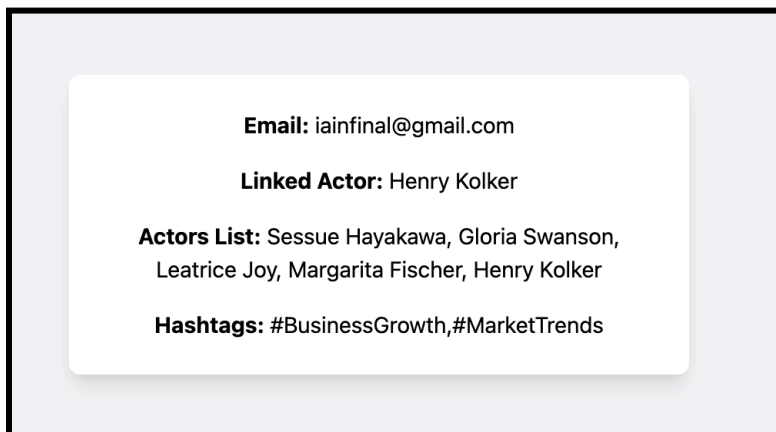 Email: iainfinal@gmail.com
Linked Actor: Henry Kolker
Actors List: Sessue Hayakawa, Gloria Swanson,
Leatrice Joy, Margarita Fischer, Henry Kolker
Hashtags: #BusinessGrowth,#MarketTrends